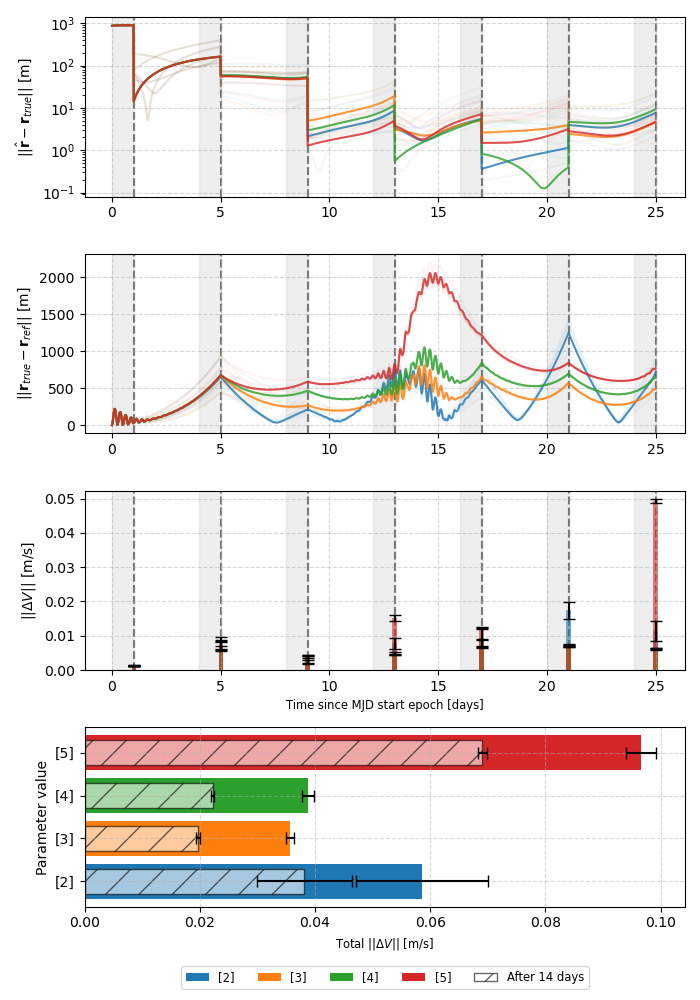 ||r̂ − r_true|| [m]
10³
10²
10¹
10⁰
10⁻¹
0 5 10 15 20 25
||r_true − r_ref|| [m]
2000
1500
1000
500
0
0 5 10 15 20 25
||ΔV|| [m/s]
0.05
0.04
0.03
0.02
0.01
0.00
0 5 10 15 20 25
Time since MJD start epoch [days]
Parameter value
[5]
[4]
[3]
[2]
0.00 0.02 0.04 0.06 0.08 0.10
Total ||ΔV|| [m/s]
[2] [3] [4] [5] After 14 days